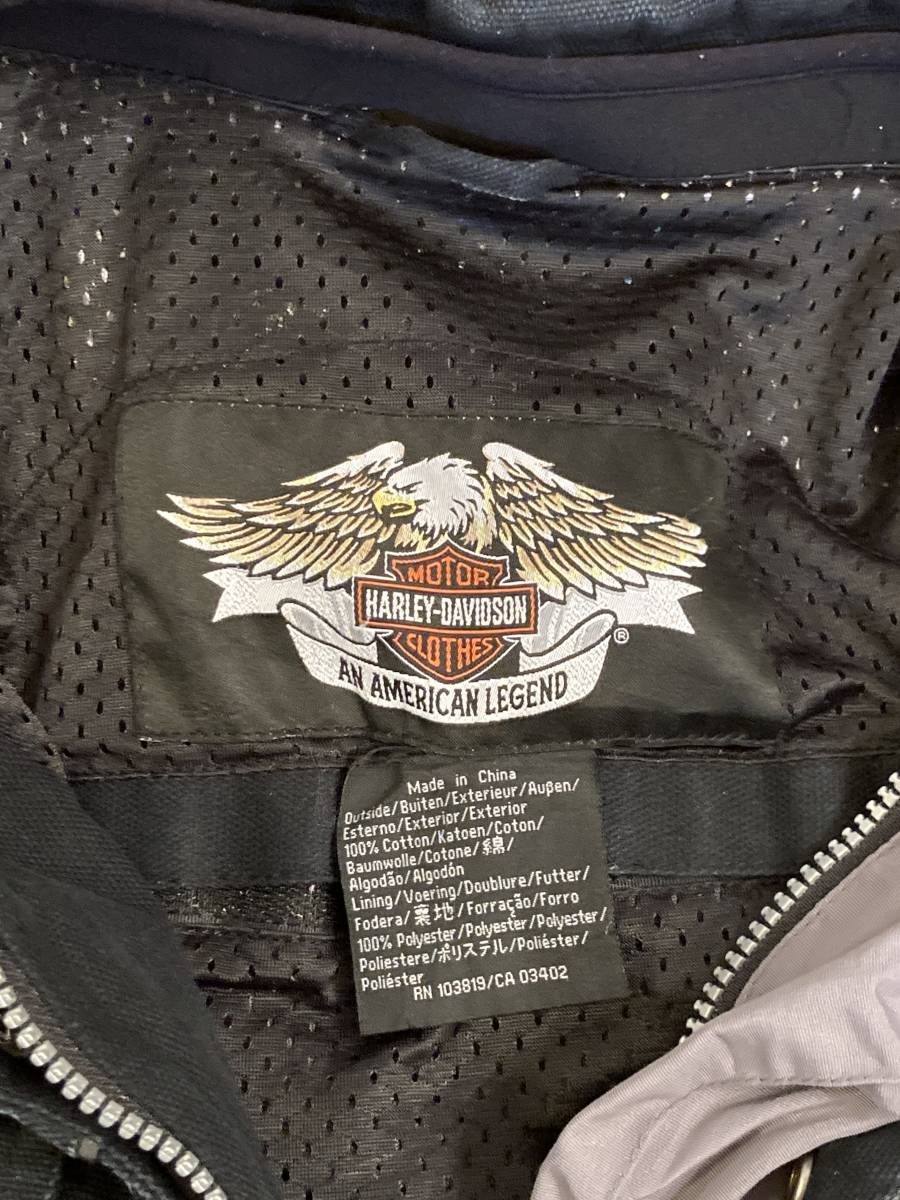 MOTOR
HARLEY-DAVIDSON
CLOTHES
®
AN AMERICAN LEGEND
Made in China
Outside/Buiten/Exterieur/Außen/
Esterno/Exterior/Exterior
100% Cotton/Katoen/Coton/
Baumwolle/Cotone/綿/
Algodão/Algodón
Lining/Voering/Doublure/Futter/
Fodera/裏地/Forração/Forro
100% Polyester/Polyester/Polyester/
Poliestere/ポリステル/Poliéster/
Poliéster
RN 103819/CA 03402